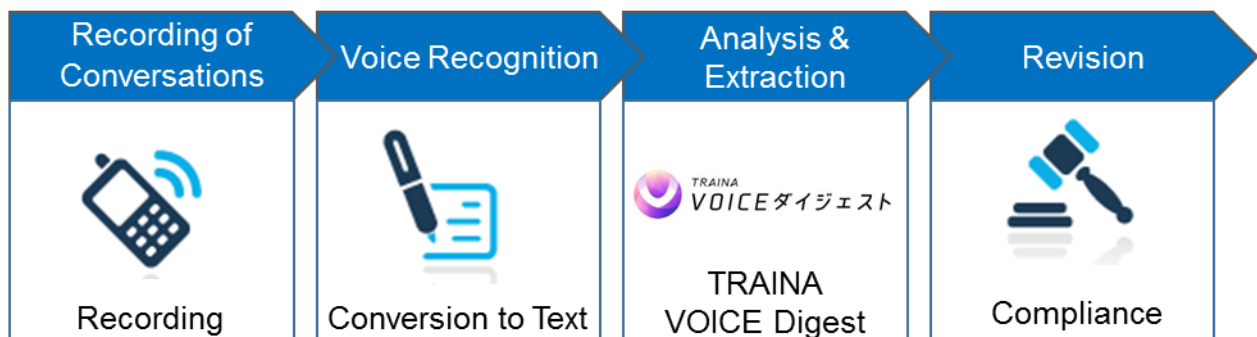 Recording of
Conversations
Voice Recognition
Analysis &
Extraction
Revision
Recording
Conversion to Text
TRAINA
VOICEダイジェスト
TRAINA
VOICE Digest
Compliance